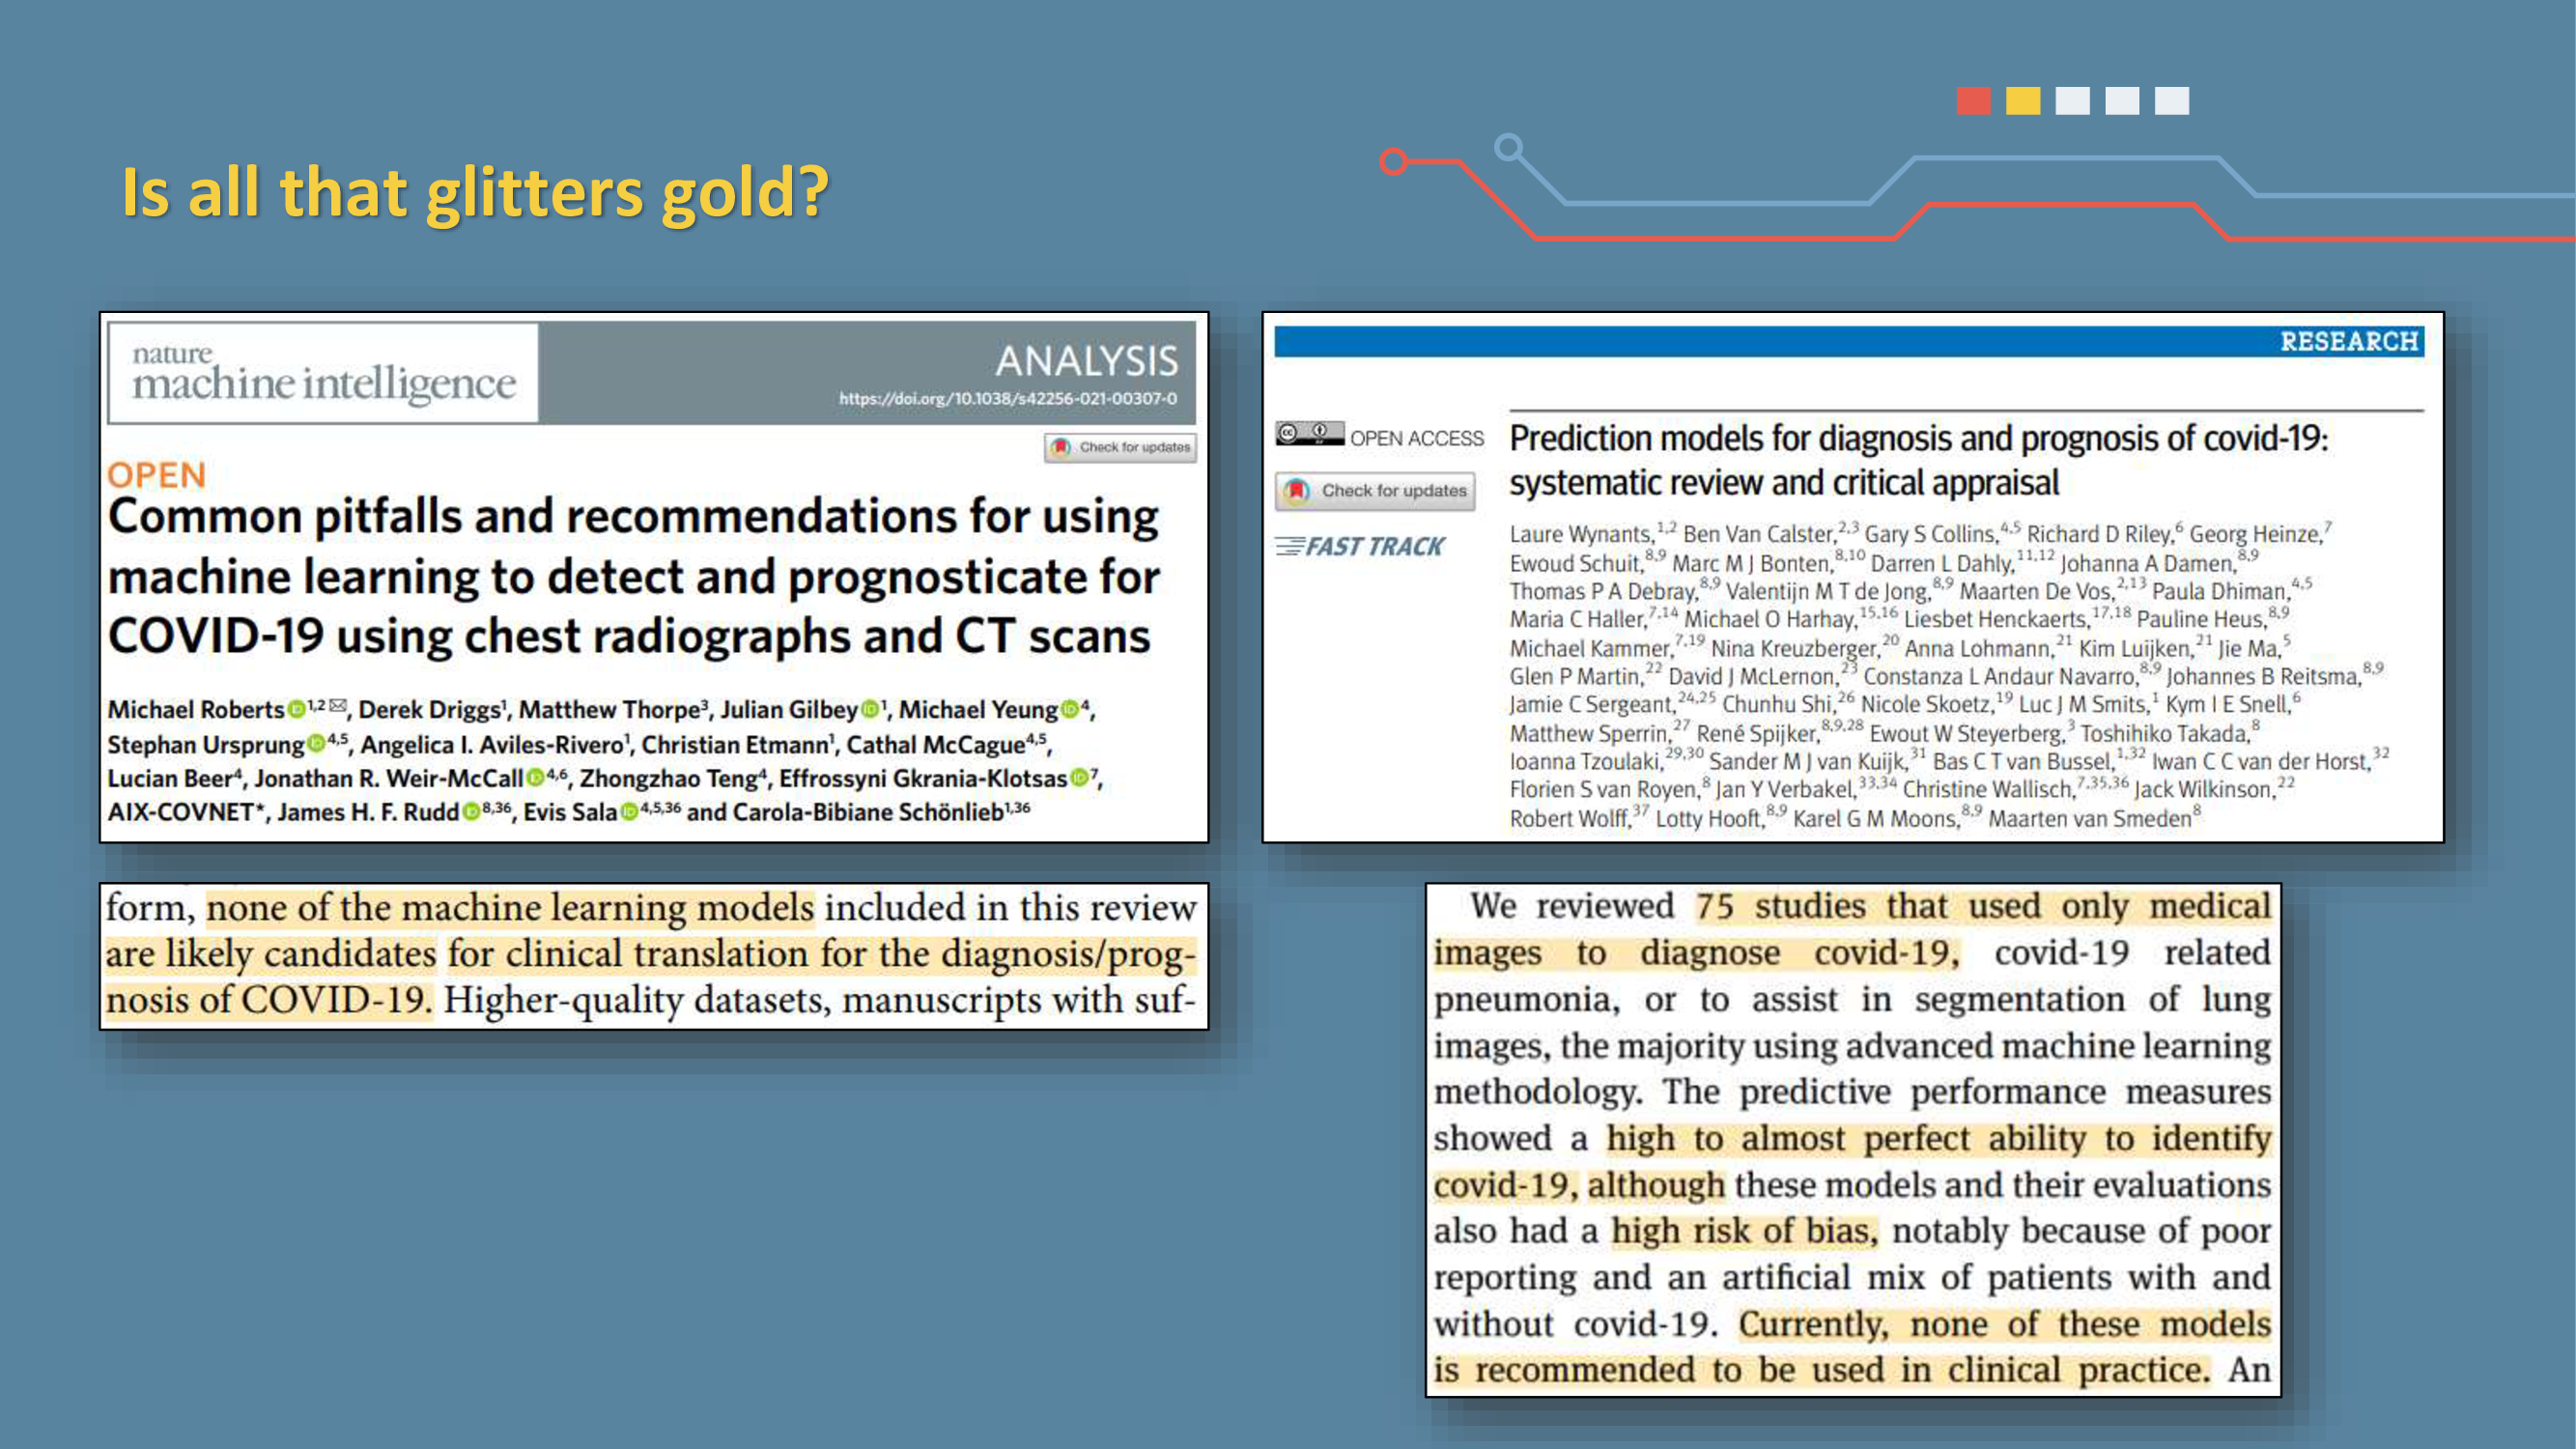 Is all that glitters gold?
nature
machine intelligence
ANALYSIS
https://doi.org/10.1038/s42256-021-00307-0
Check for updates
OPEN
Common pitfalls and recommendations for using
machine learning to detect and prognosticate for
COVID-19 using chest radiographs and CT scans
Michael Roberts 1,2 ✉, Derek Driggs1, Matthew Thorpe3, Julian Gilbey 1, Michael Yeung 4,
Stephan Ursprung 4,5, Angelica I. Aviles-Rivero1, Christian Etmann1, Cathal McCague4,5,
Lucian Beer4, Jonathan R. Weir-McCall 4,6, Zhongzhao Teng4, Effrossyni Gkrania-Klotsas 7,
AIX-COVNET*, James H. F. Rudd 8,36, Evis Sala 4,5,36 and Carola-Bibiane Schönlieb1,36
form, none of the machine learning models included in this review
are likely candidates for clinical translation for the diagnosis/prog-
nosis of COVID-19. Higher-quality datasets, manuscripts with suf-
RESEARCH
OPEN ACCESS
Check for updates
FAST TRACK
Prediction models for diagnosis and prognosis of covid-19:
systematic review and critical appraisal
Laure Wynants,1,2 Ben Van Calster,2,3 Gary S Collins,4,5 Richard D Riley,6 Georg Heinze,7
Ewoud Schuit,8,9 Marc M J Bonten,8,10 Darren L Dahly,11,12 Johanna A Damen,8,9
Thomas P A Debray,8,9 Valentijn M T de Jong,8,9 Maarten De Vos,2,13 Paula Dhiman,4,5
Maria C Haller,7,14 Michael O Harhay,15,16 Liesbet Henckaerts,17,18 Pauline Heus,8,9
Michael Kammer,7,19 Nina Kreuzberger,20 Anna Lohmann,21 Kim Luijken,21 Jie Ma,5
Glen P Martin,22 David J McLernon,23 Constanza L Andaur Navarro,8,9 Johannes B Reitsma,8,9
Jamie C Sergeant,24,25 Chunhu Shi,26 Nicole Skoetz,19 Luc J M Smits,1 Kym I E Snell,6
Matthew Sperrin,27 René Spijker,8,9,28 Ewout W Steyerberg,3 Toshihiko Takada,8
Ioanna Tzoulaki,29,30 Sander M J van Kuijk,31 Bas C T van Bussel,1,32 Iwan C C van der Horst,32
Florien S van Royen,8 Jan Y Verbakel,33,34 Christine Wallisch,7,35,36 Jack Wilkinson,22
Robert Wolff,37 Lotty Hooft,8,9 Karel G M Moons,8,9 Maarten van Smeden8
We reviewed 75 studies that used only medical
images to diagnose covid-19, covid-19 related
pneumonia, or to assist in segmentation of lung
images, the majority using advanced machine learning
methodology. The predictive performance measures
showed a high to almost perfect ability to identify
covid-19, although these models and their evaluations
also had a high risk of bias, notably because of poor
reporting and an artificial mix of patients with and
without covid-19. Currently, none of these models
is recommended to be used in clinical practice. An